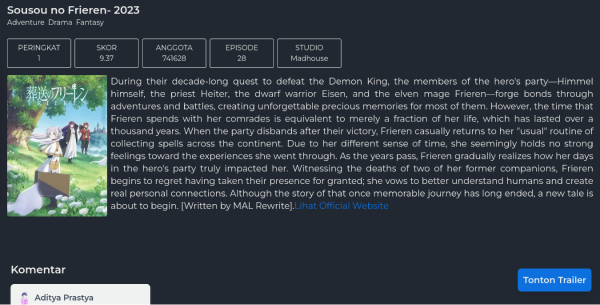 Sousou no Frieren- 2023
Adventure Drama Fantasy
PERINGKAT SKOR ANGGOTA EPISODE STUDIO
1 9.37 741628 28 Madhouse
葬送のフリーレン
During their decade-long quest to defeat the Demon King, the members of the hero's party—Himmel
himself, the priest Heiter, the dwarf warrior Eisen, and the elven mage Frieren—forge bonds through
adventures and battles, creating unforgettable precious memories for most of them. However, the time that
Frieren spends with her comrades is equivalent to merely a fraction of her life, which has lasted over a
thousand years. When the party disbands after their victory, Frieren casually returns to her "usual" routine of
collecting spells across the continent. Due to her different sense of time, she seemingly holds no strong
feelings toward the experiences she went through. As the years pass, Frieren gradually realizes how her days
in the hero's party truly impacted her. Witnessing the deaths of two of her former companions, Frieren
begins to regret having taken their presence for granted; she vows to better understand humans and create
real personal connections. Although the story of that once memorable journey has long ended, a new tale is
about to begin. [Written by MAL Rewrite].Lihat Official Website
Komentar
Tonton Trailer
Aditya Prastya